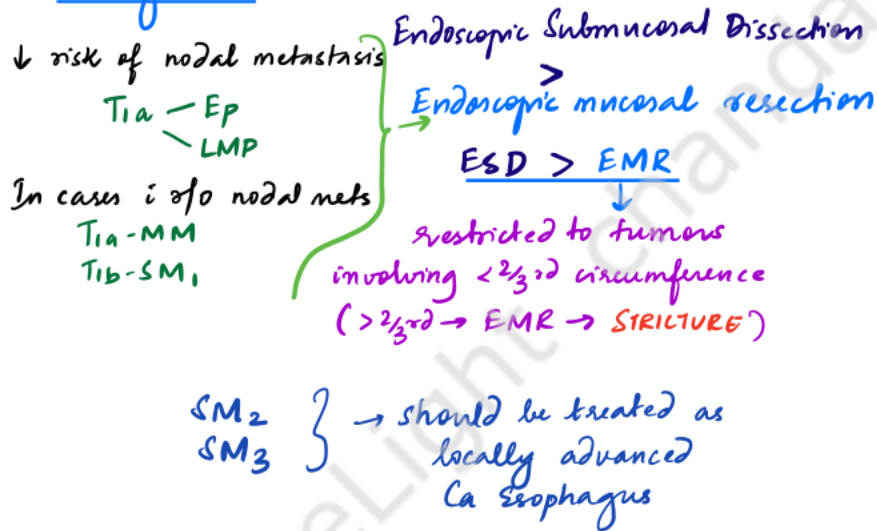 ↓ risk of nodal metastasis
T1a — Ep
LMP
In cases c̄ r/o nodal mets
T1a-MM
T1b-SM1
Endoscopic Submucosal Dissection
>
→ Endoscopic mucosal resection
ESD > EMR
↓
restricted to tumors
involving <2/3rd circumference
(>2/3rd → EMR → STRICTURE)
SM2
SM3
→ should be treated as
locally advanced
Ca Esophagus
eLight chanda